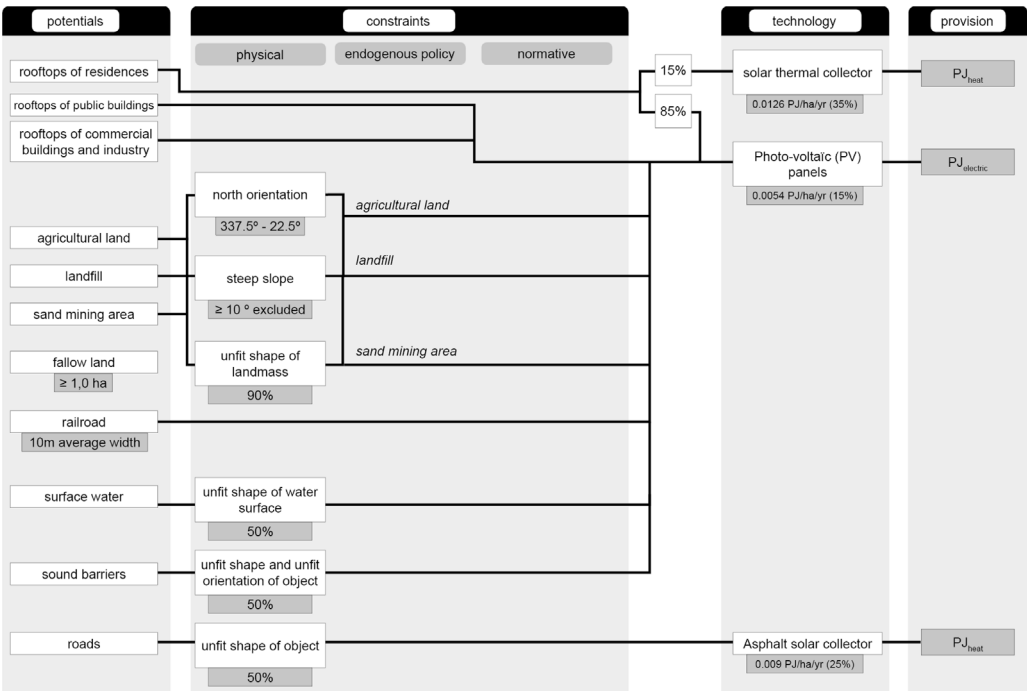 potentials
constraints
technology
provision
physical
endogenous policy
normative
rooftops of residences
15%
solar thermal collector
PJheat
0.0126 PJ/ha/yr (35%)
rooftops of public buildings
85%
rooftops of commercial
buildings and industry
Photo-voltaïc (PV)
panels
PJelectric
0.0054 PJ/ha/yr (15%)
north orientation
337.5º - 22.5º
agricultural land
agricultural land
landfill
landfill
steep slope
≥ 10 º excluded
sand mining area
sand mining area
fallow land
≥ 1,0 ha
unfit shape of
landmass
90%
railroad
10m average width
surface water
unfit shape of water
surface
50%
sound barriers
unfit shape and unfit
orientation of object
50%
roads
unfit shape of object
50%
Asphalt solar collector
0.009 PJ/ha/yr (25%)
PJheat